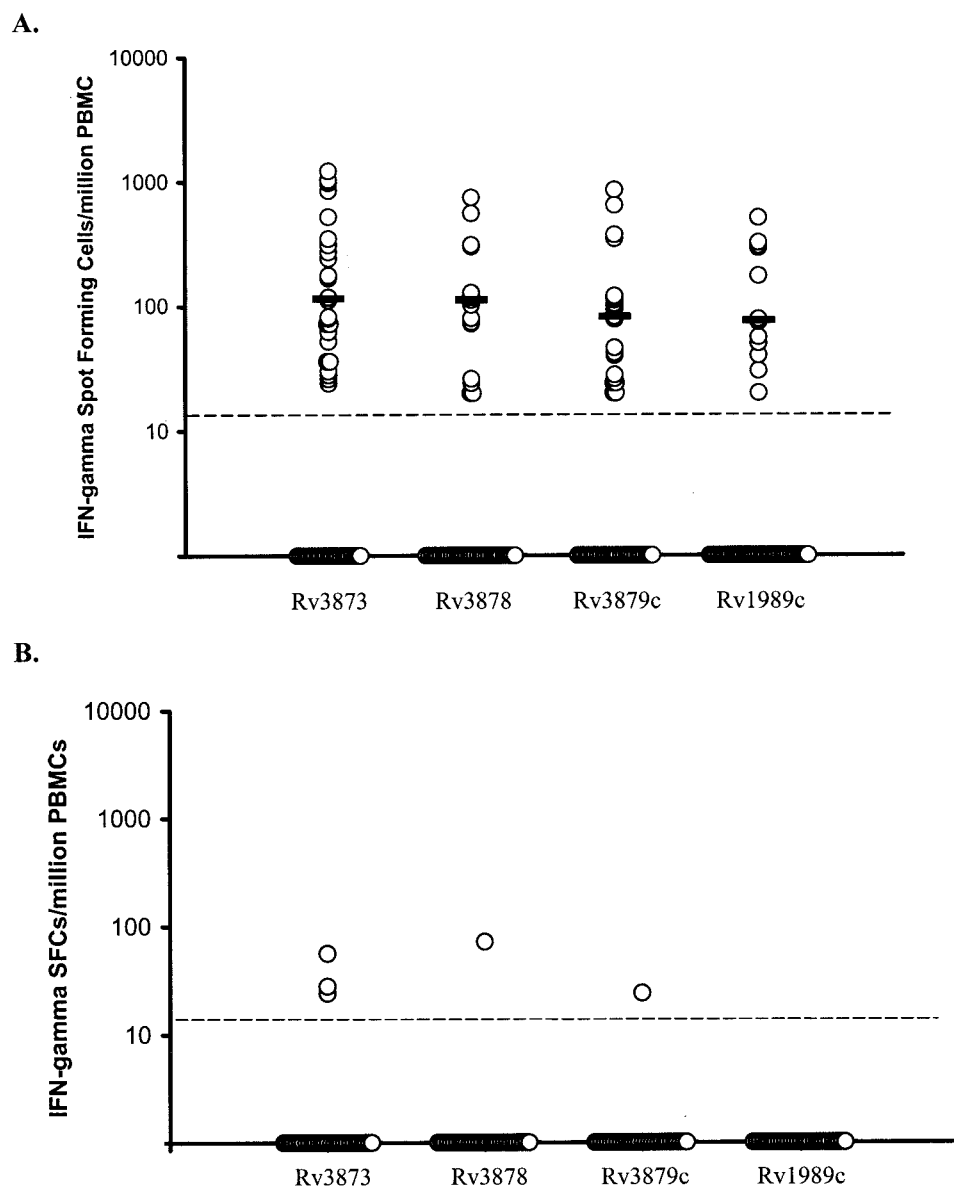 A.
10000
1000
100
10
IFN-gamma Spot Forming Cells/million PBMC
Rv3873 Rv3878 Rv3879c Rv1989c
B.
10000
1000
100
10
IFN-gamma SFCs/million PBMCs
Rv3873 Rv3878 Rv3879c Rv1989c